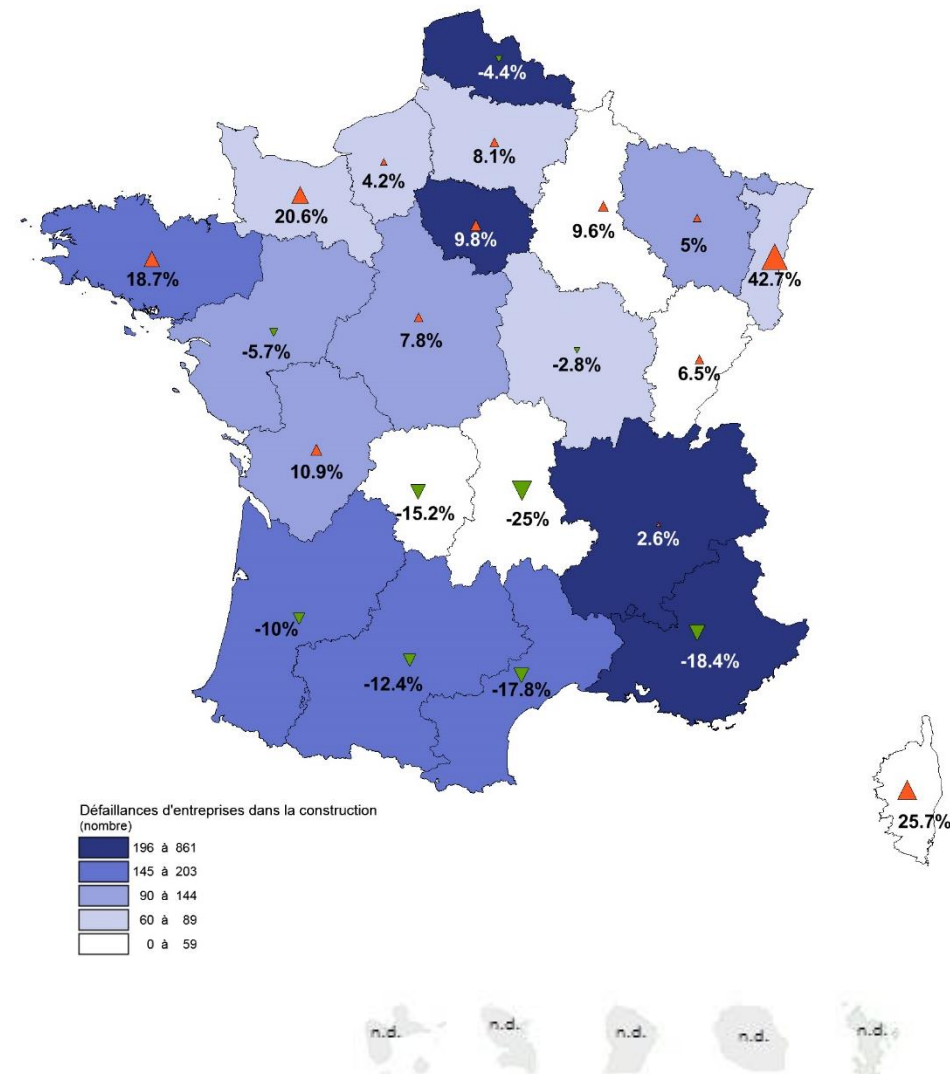 -4.4%
8.1%
4.2%
20.6%
9.8%
9.6%
5%
42.7%
18.7%
-5.7%
7.8%
-2.8%
6.5%
10.9%
-15.2%
-25%
2.6%
-10%
-12.4%
-17.8%
-18.4%
25.7%
Défaillances d'entreprises dans la construction
(nombre)
196 à 861
145 à 203
90 à 144
60 à 89
0 à 59
n.d.
n.d.
n.d.
n.d.
n.d.